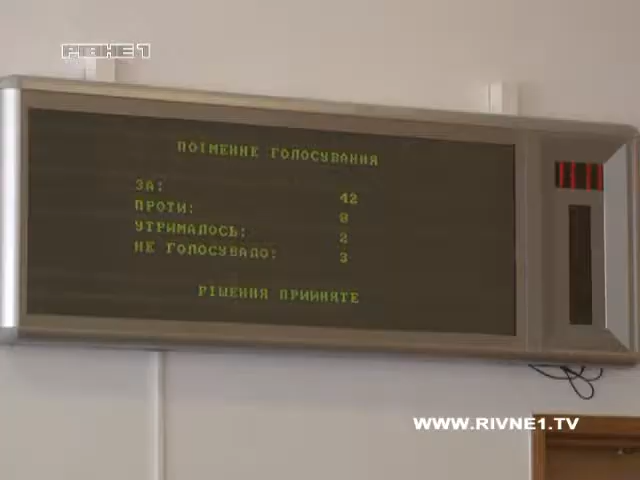 РІВНЕ 1
ПОІМЕННЕ ГОЛОСУВАННЯ
ЗА: 42
ПРОТИ: 0
УТРИМАЛОСЬ: 2
НЕ ГОЛОСУВАЛО: 3
РІШЕННЯ ПРИЙНЯТЕ
WWW.RIVNE1.TV